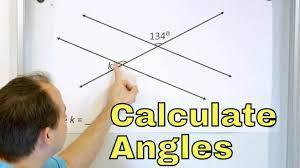 134°
k
k =
Calculate
Angles